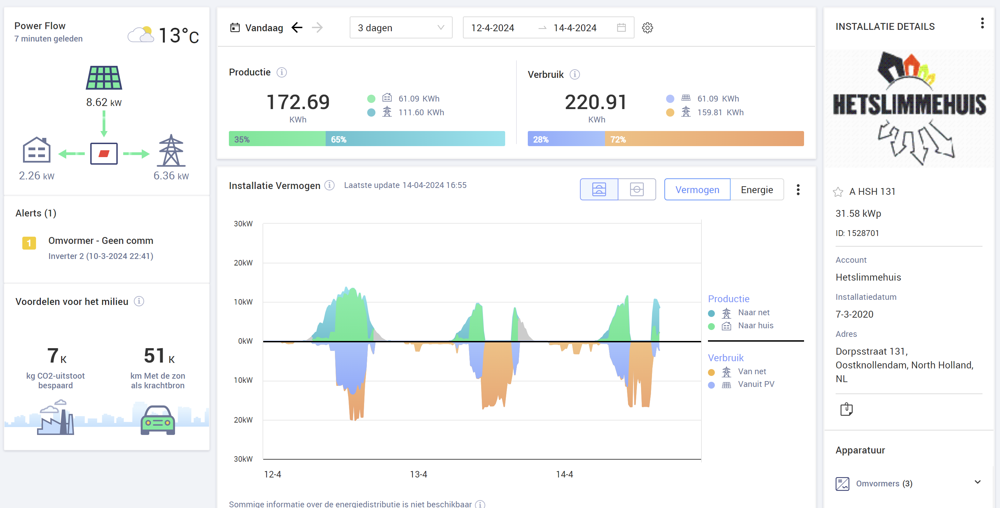 Power Flow
7 minuten geleden
13°C
8.62 kW
2.26 kW
6.36 kW
Alerts (1)
1
Omvormer - Geen comm
Inverter 2 (10-3-2024 22:41)
Voordelen voor het milieu
7 K
kg CO2-uitstoot
bespaard
51 K
km Met de zon
als krachtbron
Vandaag
3 dagen
12-4-2024
14-4-2024
Productie
172.69
KWh
61.09 KWh
111.60 KWh
35%
65%
Verbruik
220.91
KWh
61.09 KWh
159.81 KWh
28%
72%
Installatie Vermogen
Laatste update 14-04-2024 16:55
Vermogen
Energie
30kW
20kW
10kW
0kW
10kW
20kW
30kW
12-4
13-4
14-4
Productie
Naar net
Naar huis
Verbruik
Van net
Vanuit PV
Sommige informatie over de energiedistributie is niet beschikbaar
INSTALLATIE DETAILS
HETSLIMMEHUIS
A HSH 131
31.58 kWp
ID: 1528701
Account
Hetslimmehuis
Installatiedatum
7-3-2020
Adres
Dorpsstraat 131,
Oostknollendam, North Holland,
NL
Apparatuur
Omvormers (3)